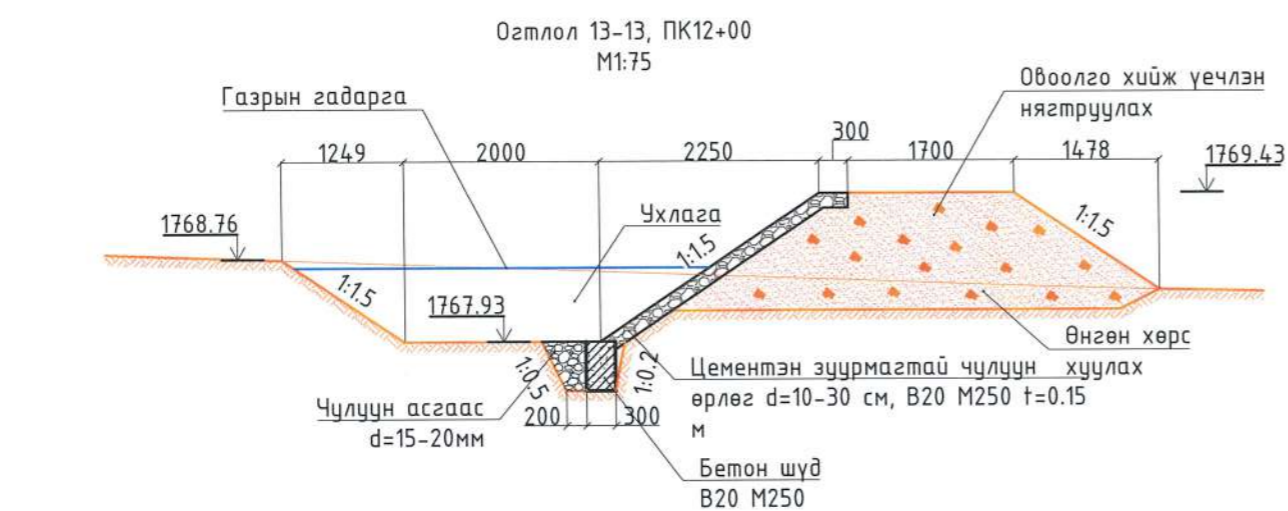 Огтлол 13-13, ПК12+00
М1:75
Газрын гадарга
Овоолго хийж үечлэн
нягтруулах
1249
2000
2250
300
1700
1478
1769.43
1768.76
Ухлага
1:1.5
1:1.5
1:1.5
1767.93
Өнгөн хөрс
хуулах
1:0.5
1:0.2
Цементэн зуурмагтай чулуун
өрлөг d=10-30 см, В20 М250 t=0.15
м
Чулуун асгаас
d=15-20мм
200
300
Бетон шүд
В20 М250